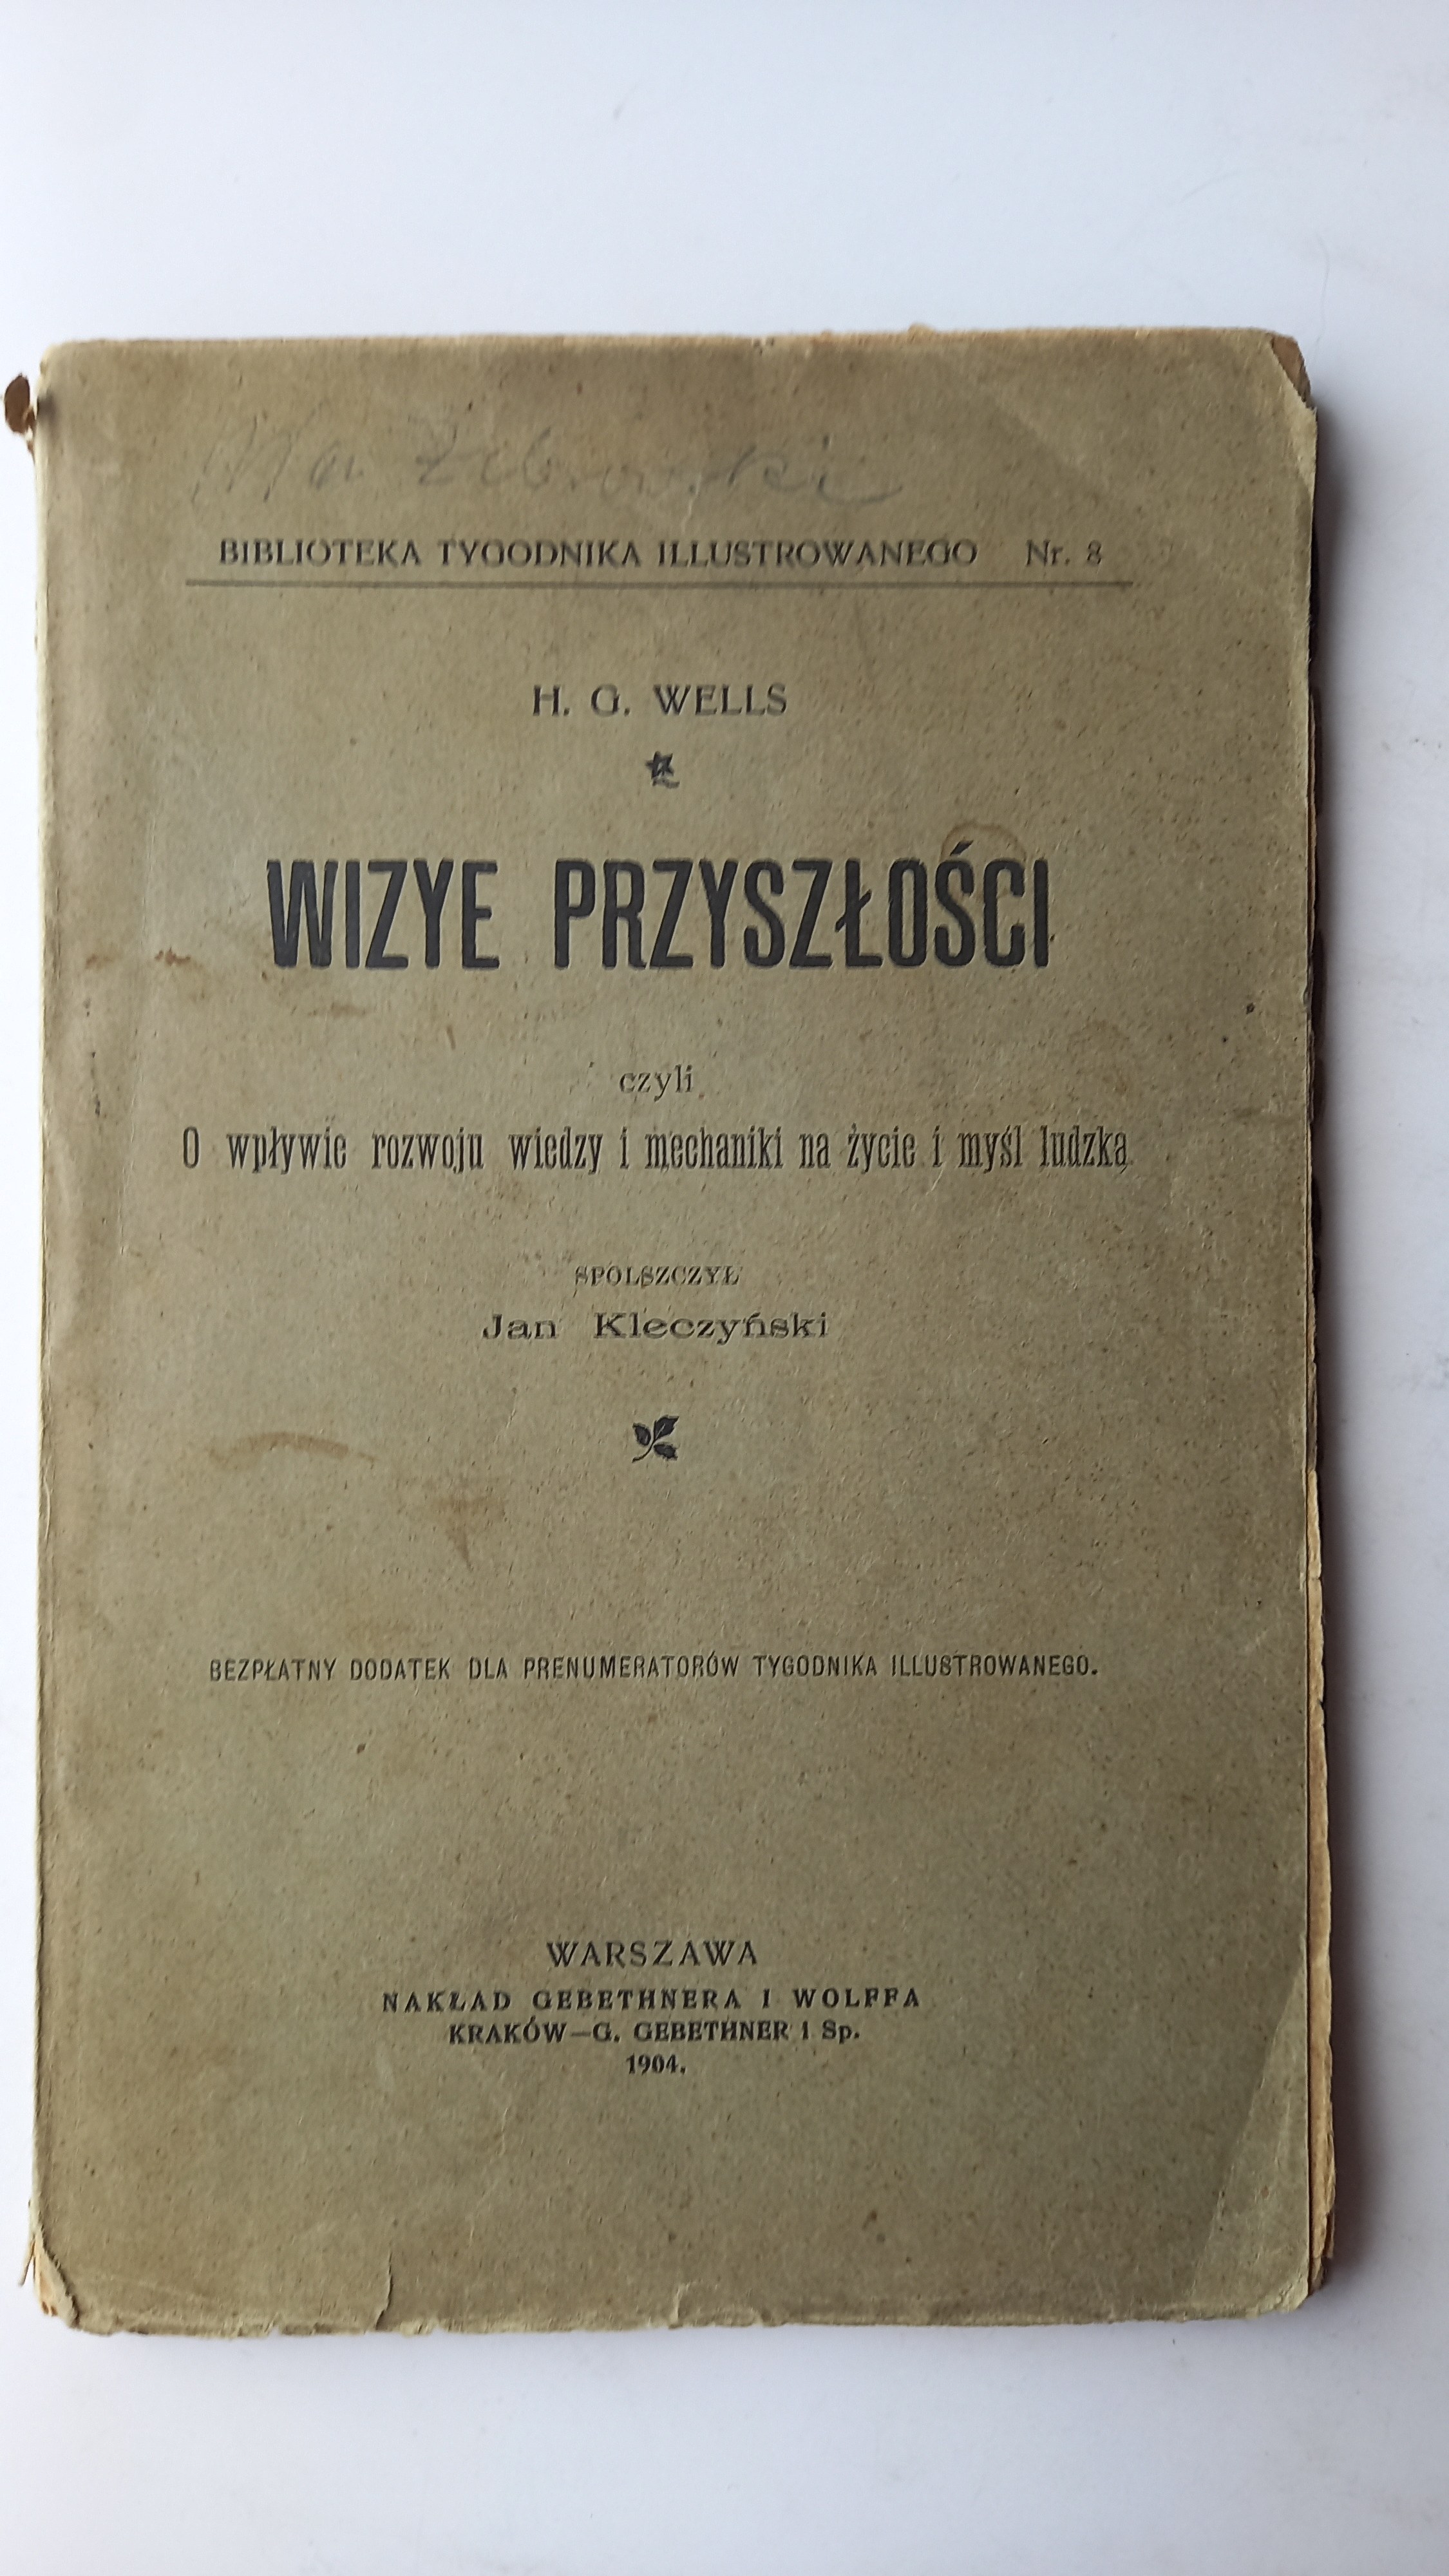 BIBLIOTEKA TYGODNIKA ILLUSTROWANEGO Nr. 8
H. G. WELLS
WIZYE PRZYSZŁOŚCI
czyli
O wpływie rozwoju wiedzy i mechaniki na życie i myśl ludzką
SPOLSZCZYŁ
Jan Kleczyński
BEZPŁATNY DODATEK DLA PRENUMERATORÓW TYGODNIKA ILLUSTROWANEGO.
WARSZAWA
NAKŁAD GEBETHNERA I WOLFFA
KRAKÓW—G. GEBETHNER I Sp.
1904.